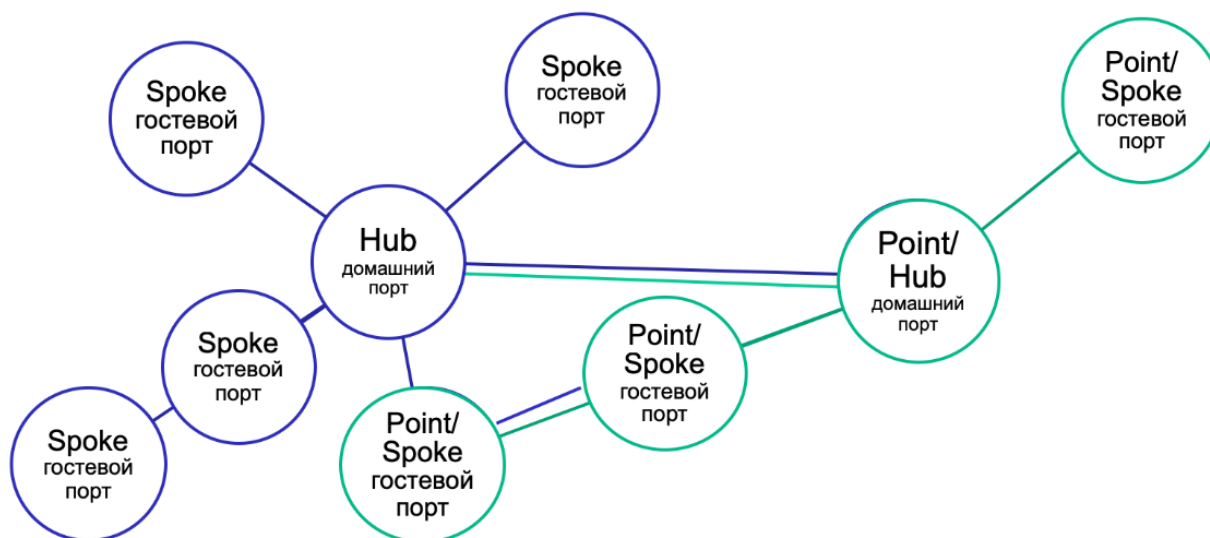 Spoke
гостевой
порт
Spoke
гостевой
порт
Point/
Spoke
гостевой
порт
Hub
домашний
порт
Point/
Hub
домашний
порт
Spoke
гостевой
порт
Point/
Spoke
гостевой
порт
Spoke
гостевой
порт
Point/
Spoke
гостевой
порт